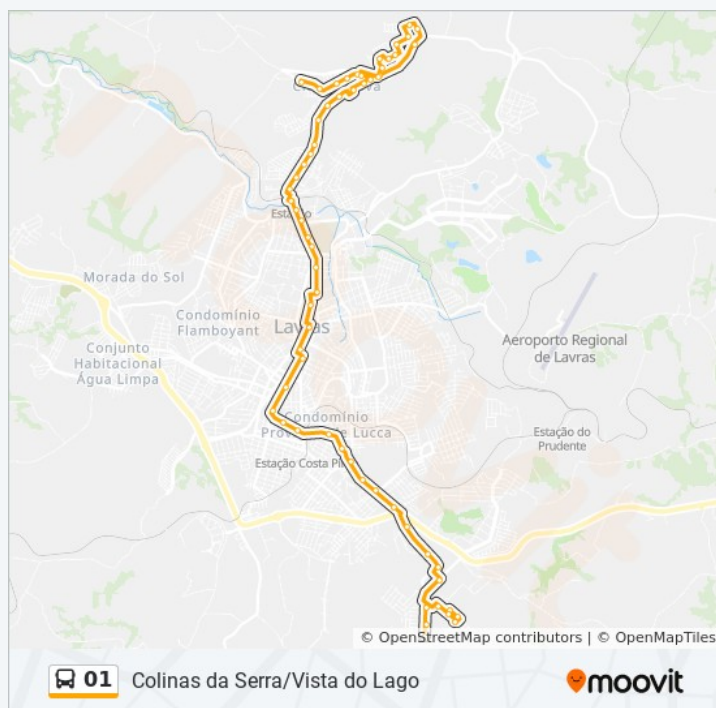 Estação
Morada do Sol
Condomínio
Flamboyant
Lavras
Aeroporto Regional
de Lavras
Conjunto
Habitacional
Água Limpa
Condomínio
de Lucca
Estação do
Prudente
Estação Costa
© OpenStreetMap contributors | © OpenMapTiles
01 Colinas da Serra/Vista do Lago
moovit